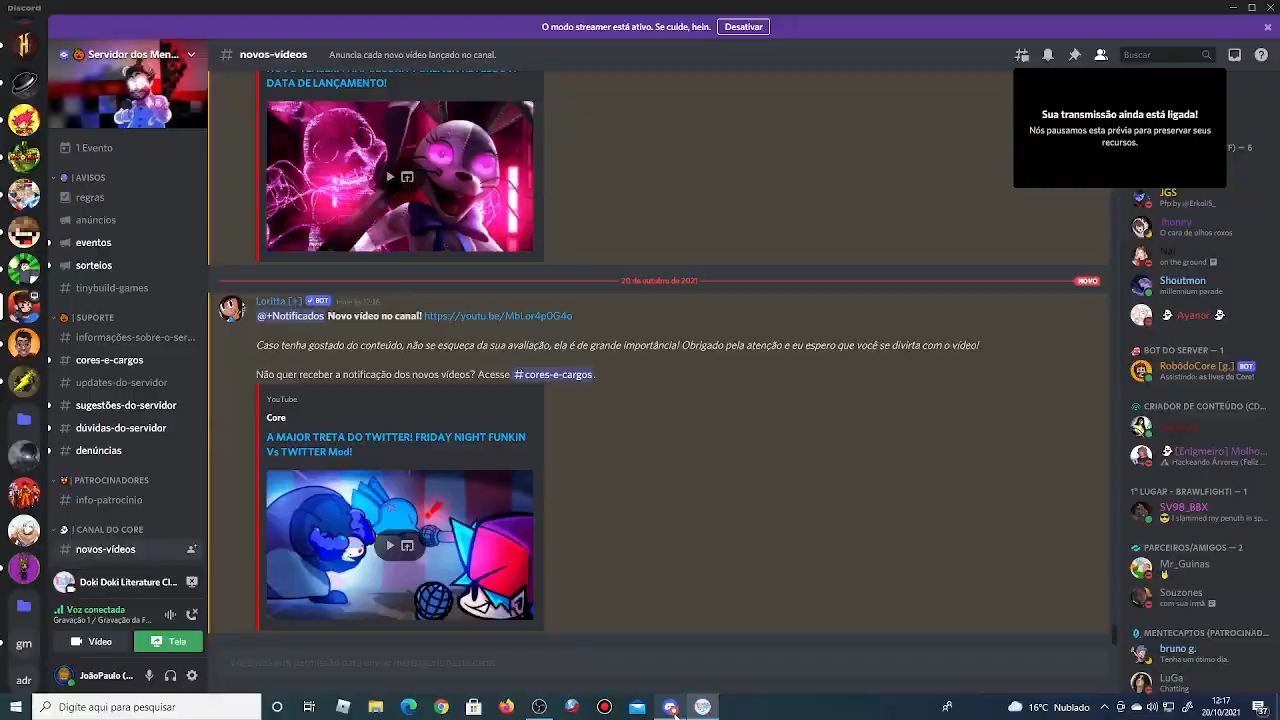 Discord
O modo streamer está ativo. Se cuide, hein. Desativar
Servidor dos Men...
# novos-vídeos Anuncia cada novo vídeo lançado no canal.
Buscar
DATA DE LANÇAMENTO!
Sua transmissão ainda está ligada!
Nós pausamos esta prévia para preservar seus
recursos.
1 Evento
| AVISOS
regras
anúncios
eventos
sorteios
tinybuild-games
| SUPORTE
informações-sobre-o-ser...
cores-e-cargos
updates-do-servidor
sugestões-do-servidor
dúvidas-do-servidor
denúncias
| PATROCINADORES
info-patrocinio
| CANAL DO CORE
novos-vídeos
Doki Doki Literature Cl...
Voz conectada
Gravação 1 / Gravação da F...
Vídeo
Tela
JoãoPaulo...
20 de outubro de 2021
NOVO
Loritta [+] BOT
@+Notificados Novo vídeo no canal! https://youtu.be/MbLor4p0G4o
Caso tenha gostado do conteúdo, não se esqueça da sua avaliação, ela é de grande importância! Obrigado pela atenção e eu espero que você se divirta com o vídeo!
Não quer receber a notificação dos novos vídeos? Acesse #cores-e-cargos.
YouTube
Core
A MAIOR TRETA DO TWITTER! FRIDAY NIGHT FUNKIN
Vs TWITTER Mod!
F) — 6
JGS
Pfp by @ErkoliS_
Jhonny
O cara de olhos roxos
Nai
on the ground
Shoutmon
millennium parade
Ayanor
BOT DO SERVER — 1
RobôdoCore [g.] BOT
Assistindo: as lives do Core!
CRIADOR DE CONTEÚDO (CD...
[Enigmeiro] Molho...
Hackeando Árvores (Feliz ...
1° LUGAR - BRAWLFIGHT! — 1
SV98_BBX
I slammed my penuth in sp...
PARCEIROS/AMIGOS — 2
Mr_Guinas
Souzones
com sua irmã
MENTECAPTOS (PATROCINAD...
bruno g.
Tenha um ótimo dia.
LuGa
Chatting
Digite aqui para pesquisar
16°C Nublado
12:17
20/10/2021